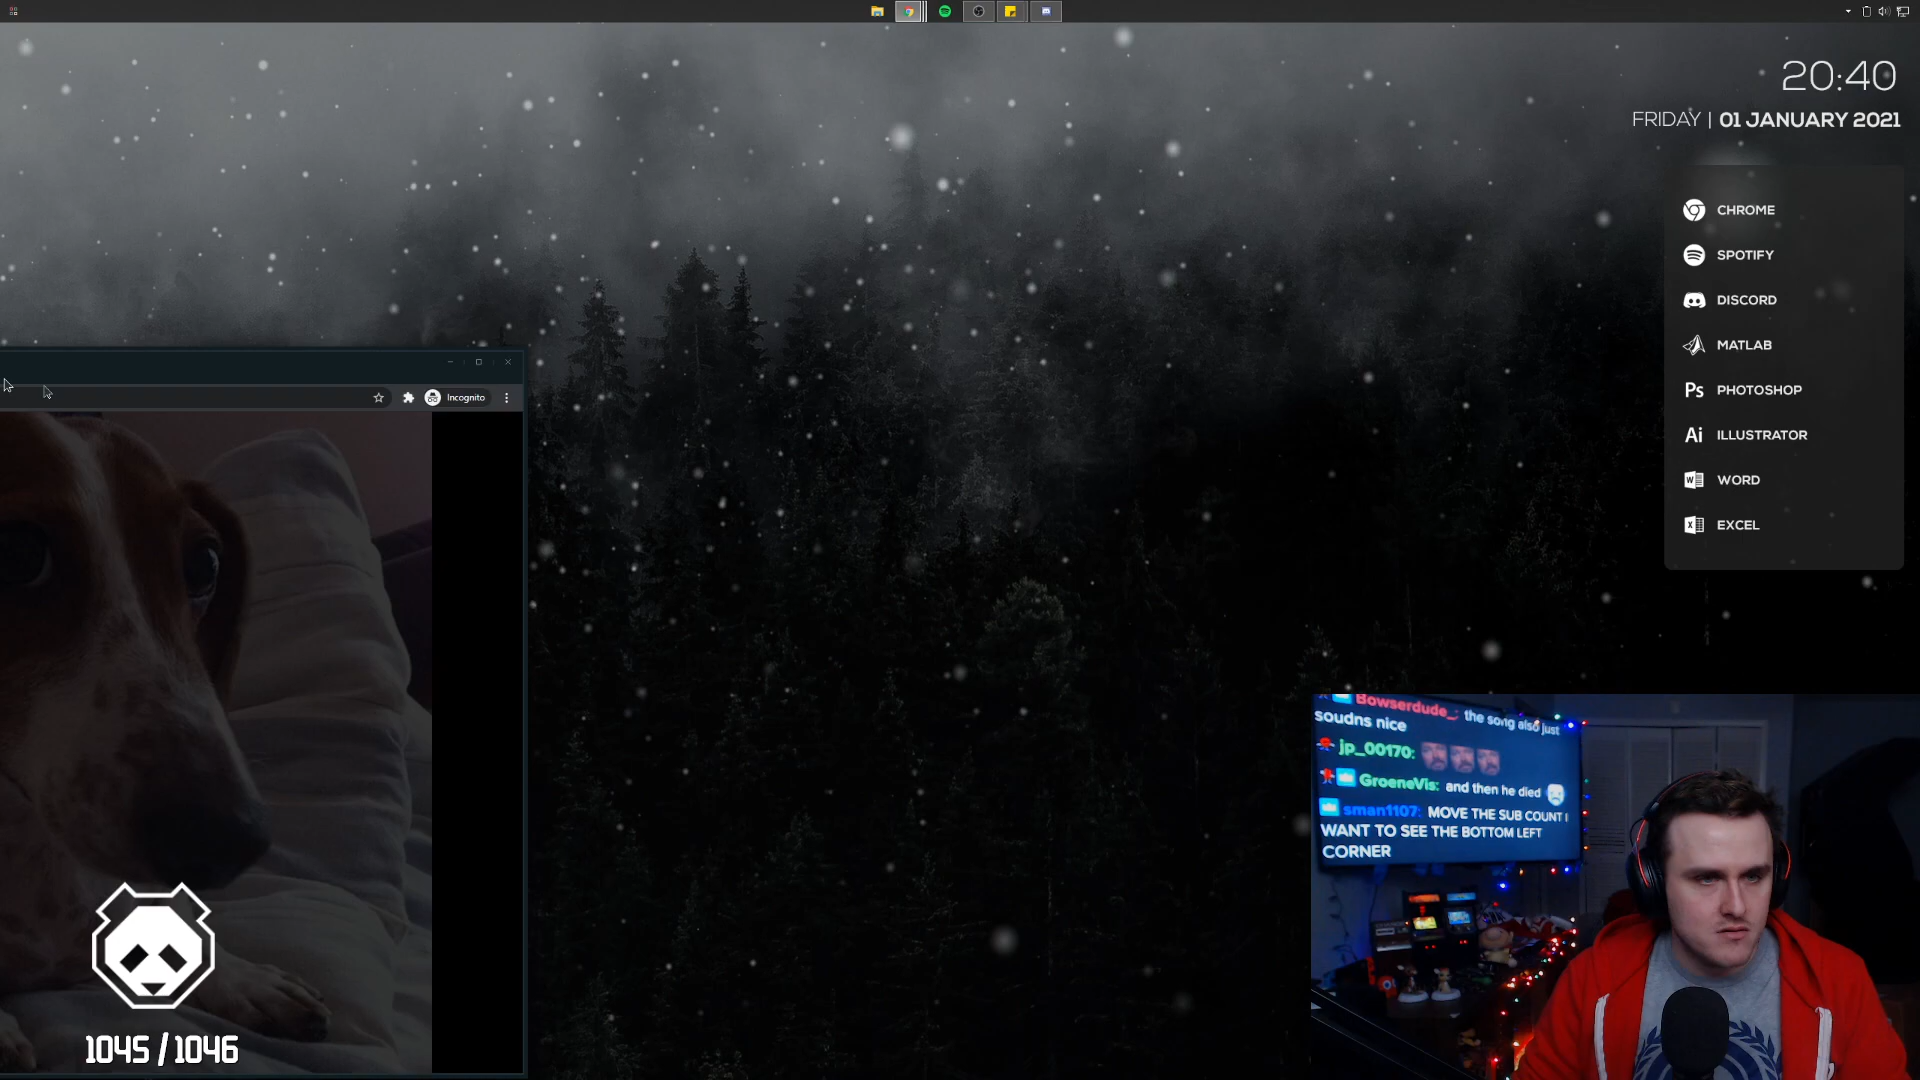 20:40
FRIDAY | 01 JANUARY 2021
CHROME
SPOTIFY
DISCORD
MATLAB
Ps PHOTOSHOP
Ai ILLUSTRATOR
WORD
EXCEL
Incognito
Bowserdude_: the song also just
soudns nice
jp_00170:
GroeneVis: and then he died
sman1107: MOVE THE SUB COUNT I
WANT TO SEE THE BOTTOM LEFT
CORNER
1045 / 1046